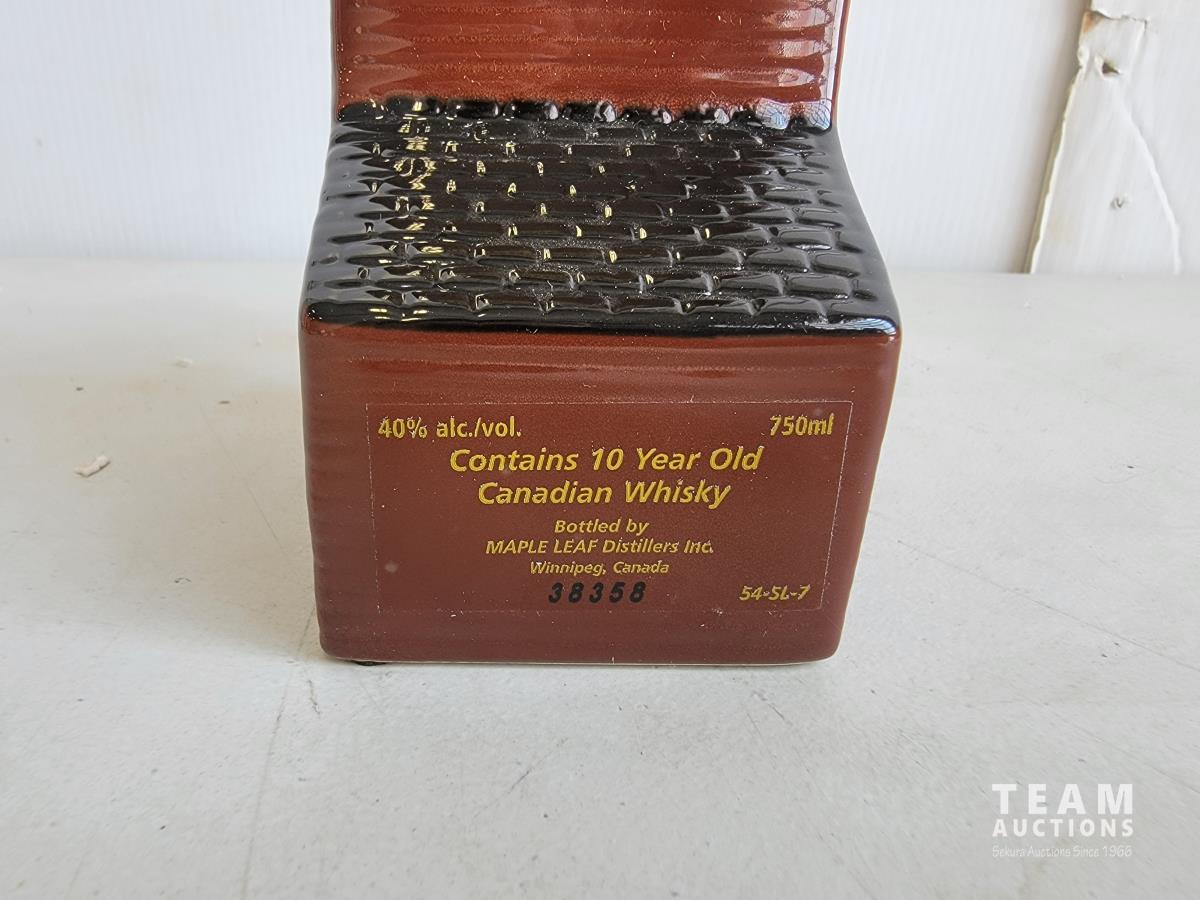 40% alc./vol. 750ml
Contains 10 Year Old
Canadian Whisky
Bottled by
MAPLE LEAF Distillers Inc.
Winnipeg, Canada
38358 54-SL-7
TEAM
AUCTIONS
Sekura Auctions Since 1966